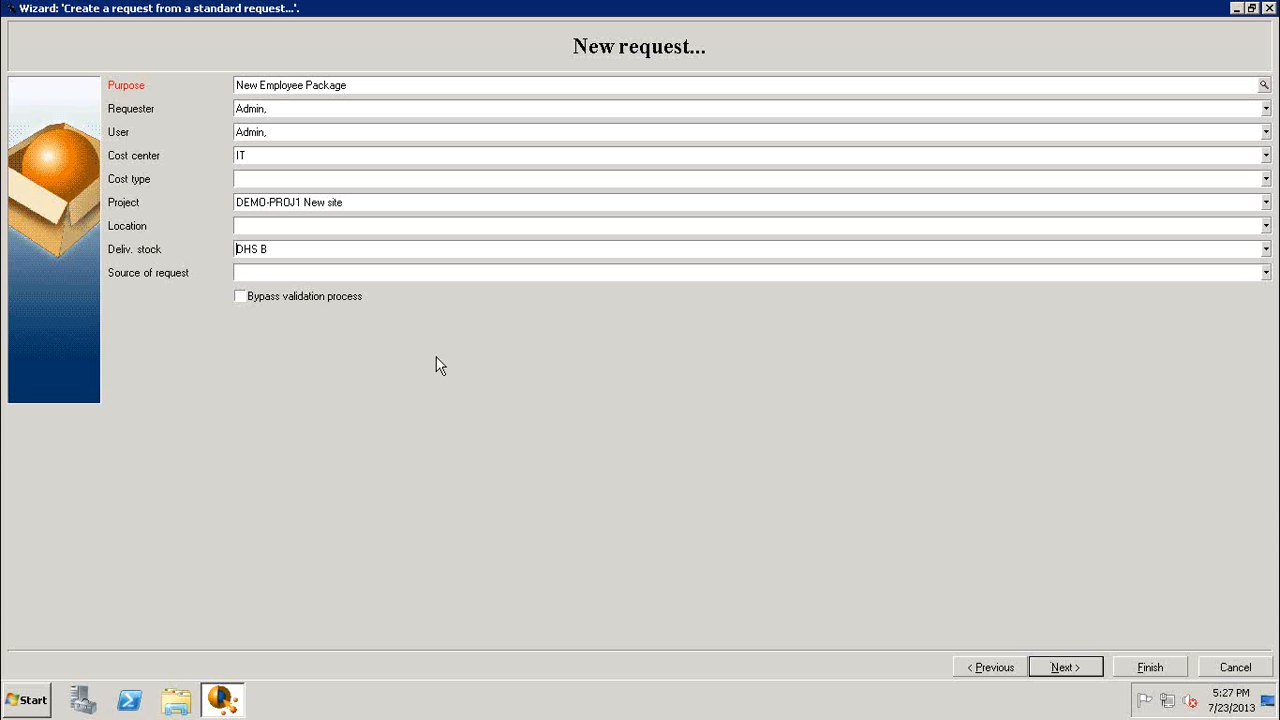 Wizard: 'Create a request from a standard request...'.
New request...
Purpose New Employee Package
Requester Admin,
User Admin,
Cost center IT
Cost type
Project DEMO-PROJ1 New site
Location
Deliv. stock DHS B
Source of request
Bypass validation process
< Previous Next > Finish Cancel
Start
5:27 PM
7/23/2013